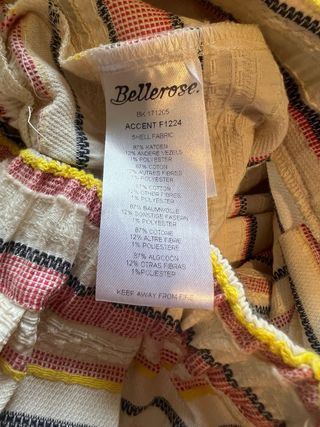 Bellerose.
BK 171205
ACCENT F1224
SHELL FABRIC
87% KATOEN
12% ANDERE VEZELS
1% POLYESTER
87% COTON
12% AUTRES FIBRES
1% POLYESTER
% COTTON
12% OTHER FIBRES
1% POLYESTER
87% BAUMWOLLE
12% SONSTIGE FASERN
1% POLYESTER
87% COTONE
12% ALTRE FIBRE
1% POLIESTERE
87% ALGODON
12% OTRAS FIBRAS
1%POLIESTER
KEEP AWAY FROM FIRE